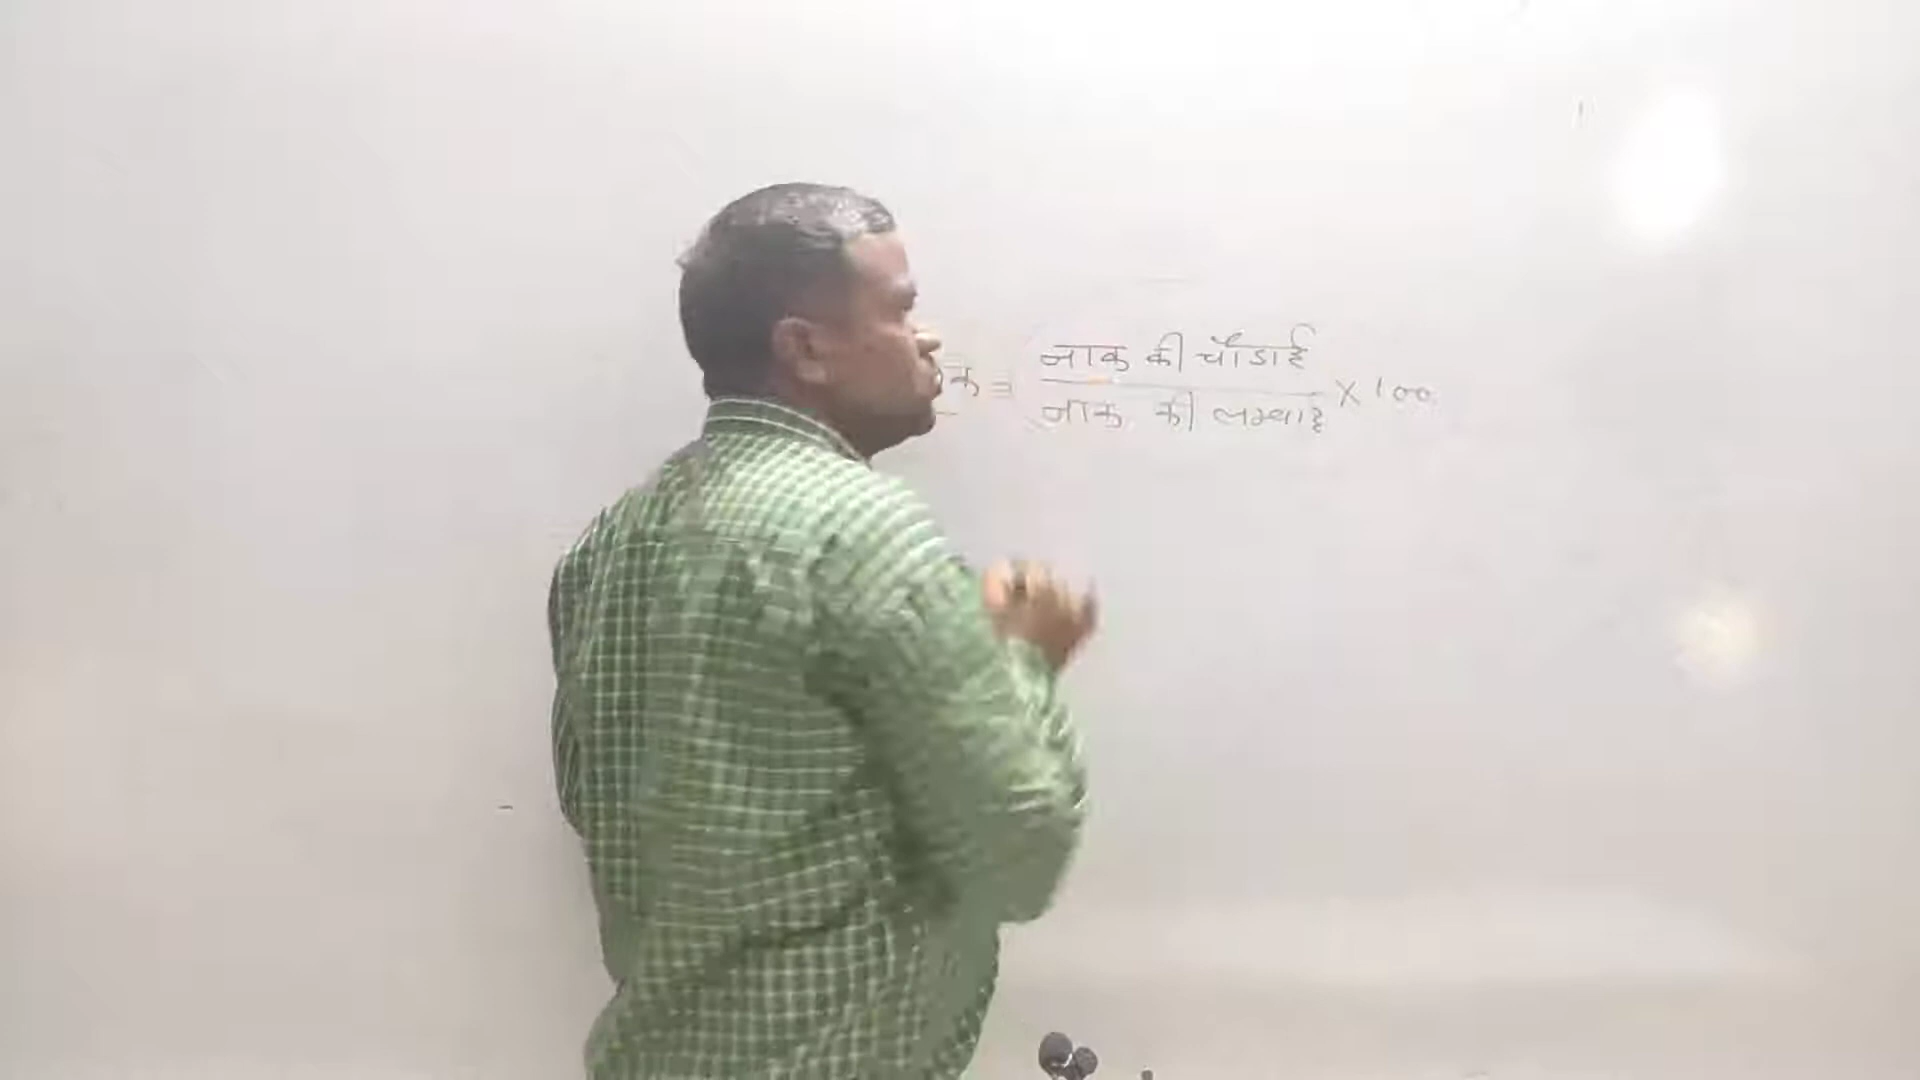 नाक की चौडाई
= ――― × 100
नाक की लम्बाई